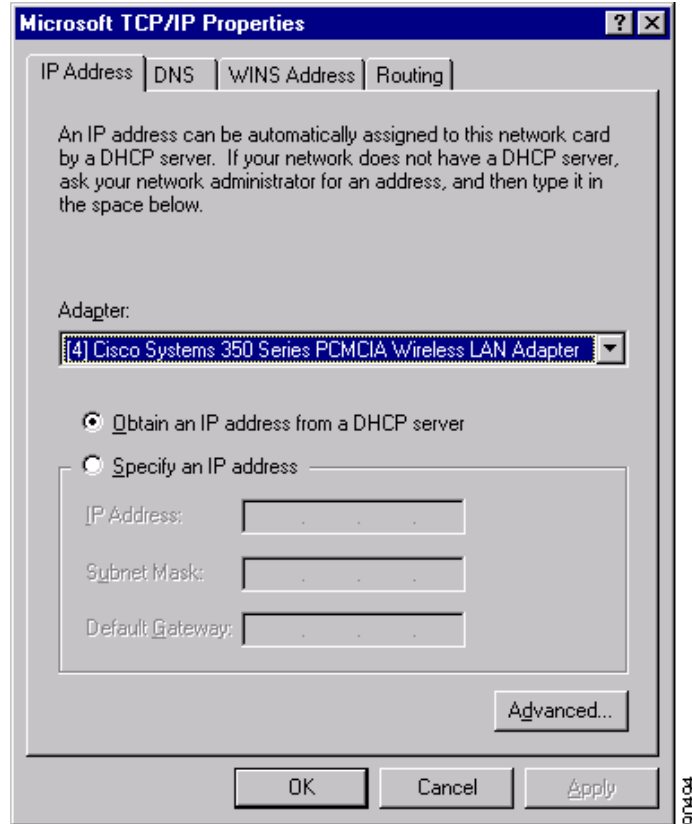 Microsoft TCP/IP Properties
IP Address DNS WINS Address Routing
An IP address can be automatically assigned to this network card
by a DHCP server. If your network does not have a DHCP server,
ask your network administrator for an address, and then type it in
the space below.
Adapter:
[4] Cisco Systems 350 Series PCMCIA Wireless LAN Adapter
Obtain an IP address from a DHCP server
Specify an IP address
IP Address:
Subnet Mask:
Default Gateway:
Advanced...
OK Cancel Apply
90494